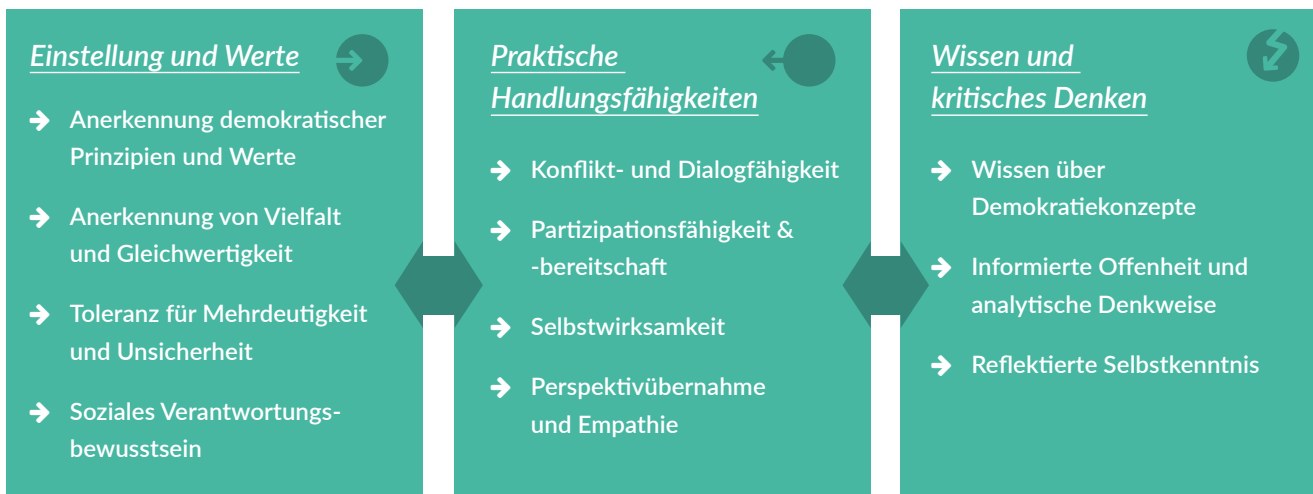 Einstellung und Werte
Anerkennung demokratischer
Prinzipien und Werte
Anerkennung von Vielfalt
und Gleichwertigkeit
Toleranz für Mehrdeutigkeit
und Unsicherheit
Soziales Verantwortungs-
bewusstsein
Praktische
Handlungsfähigkeiten
Konflikt- und Dialogfähigkeit
Partizipationsfähigkeit &
-bereitschaft
Selbstwirksamkeit
Perspektivübernahme
und Empathie
Wissen und
kritisches Denken
Wissen über
Demokratiekonzepte
Informierte Offenheit und
analytische Denkweise
Reflektierte Selbstkenntnis